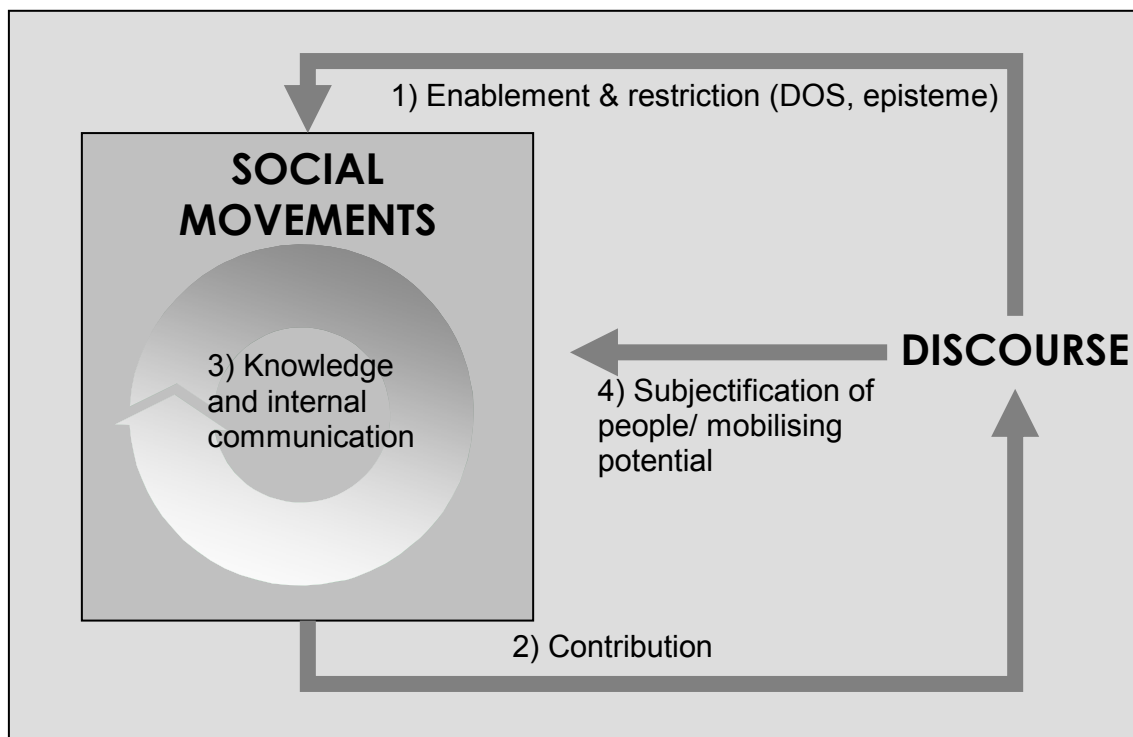 1) Enablement & restriction (DOS, episteme)
SOCIAL
MOVEMENTS
3) Knowledge
and internal
communication
DISCOURSE
4) Subjectification of
people/ mobilising
potential
2) Contribution